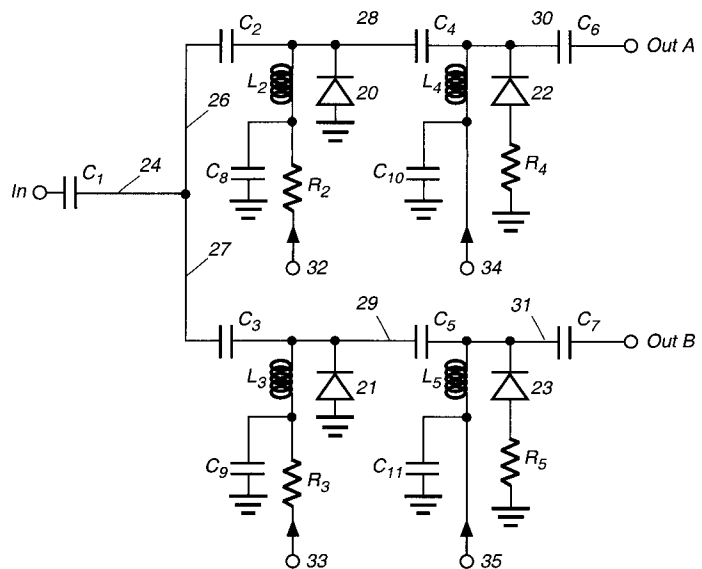 C2 28 C4 30 C6
Out A
L2 20 L4 22
26
C1 24
In
C8 R2 C10 R4
27
32 34
C3 29 C5 31 C7
Out B
L3 21 L5 23
C9 R3 C11 R5
33 35